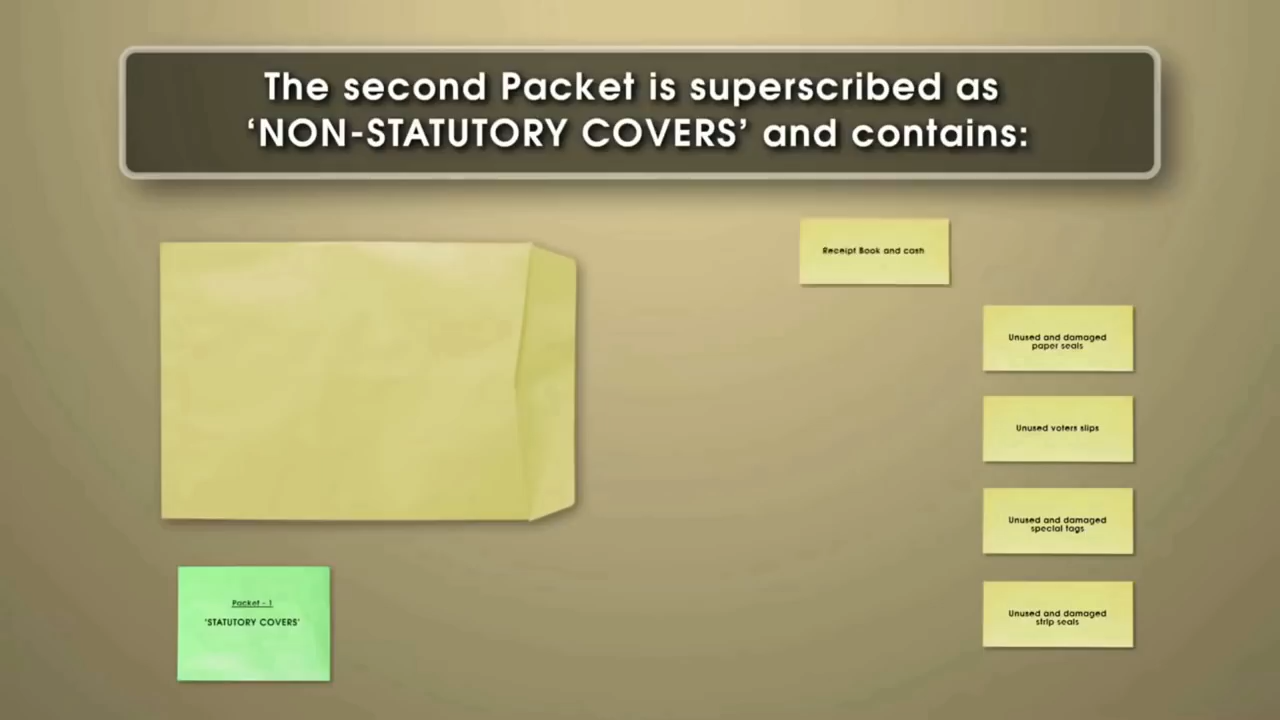 The second Packet is superscribed as
‘NON-STATUTORY COVERS’ and contains:
Receipt Book and cash
Unused and damaged
paper seals
Unused voters slips
Unused and damaged
special tags
Unused and damaged
strip seals
Packet - 1
‘STATUTORY COVERS’